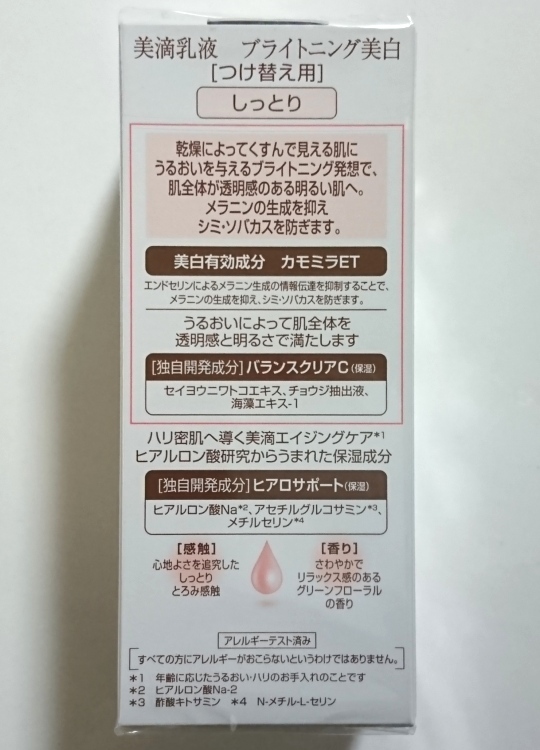 美滴乳液　ブライトニング美白
[つけ替え用]
しっとり
乾燥によってくすんで見える肌に
うるおいを与えるブライトニング発想で、
肌全体が透明感のある明るい肌へ。
メラニンの生成を抑え
シミ・ソバカスを防ぎます。
美白有効成分　カモミラET
エンドセリンによるメラニン生成の情報伝達を抑制することで、
メラニンの生成を抑え、シミ・ソバカスを防ぎます。
うるおいによって肌全体を
透明感と明るさで満たします
[独自開発成分]バランスクリアC(保湿)
セイヨウニワトコエキス、チョウジ抽出液、
海藻エキス-1
ハリ密肌へ導く美滴エイジングケア*1
ヒアルロン酸研究からうまれた保湿成分
[独自開発成分]ヒアロサポート(保湿)
ヒアルロン酸Na*2、アセチルグルコサミン*3、
メチルセリン*4
[感触]
心地よさを追究した
しっとり
とろみ感触
[香り]
さわやかで
リラックス感のある
グリーンフローラル
の香り
アレルギーテスト済み
[すべての方にアレルギーがおこらないというわけではありません。]
*1　年齢に応じたうるおい・ハリのお手入れのことです
*2　ヒアルロン酸Na-2
*3　酢酸キトサミン　*4　N-メチル-L-セリン